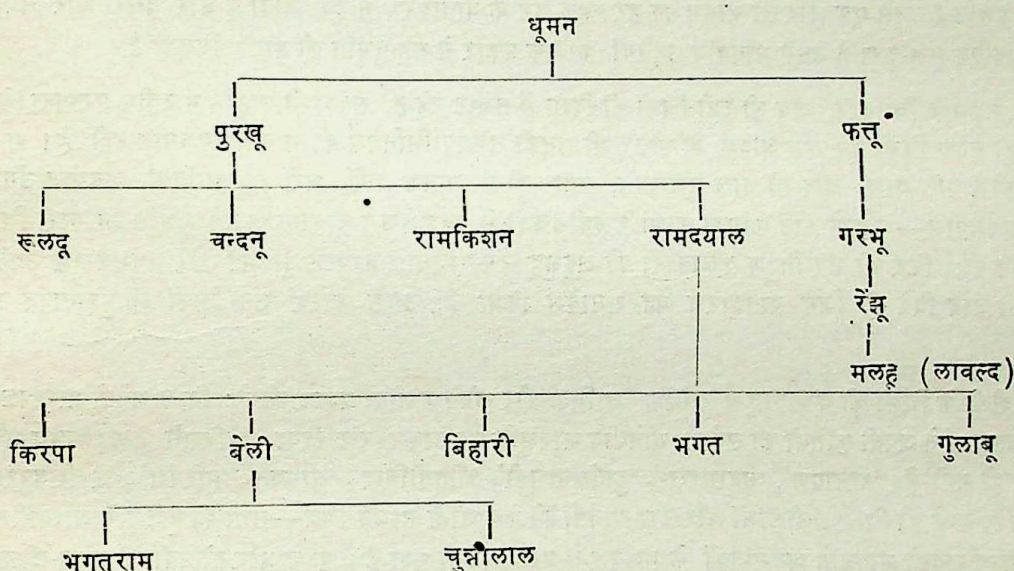 धूमन
पुरखू फत्तू
रूलदू चन्दनू रामकिशन रामदयाल गरभू
रेंझू
मलहू (लावल्द)
किरपा बेली बिहारी भगत गुलाबू
भगतराम चुन्नीलाल